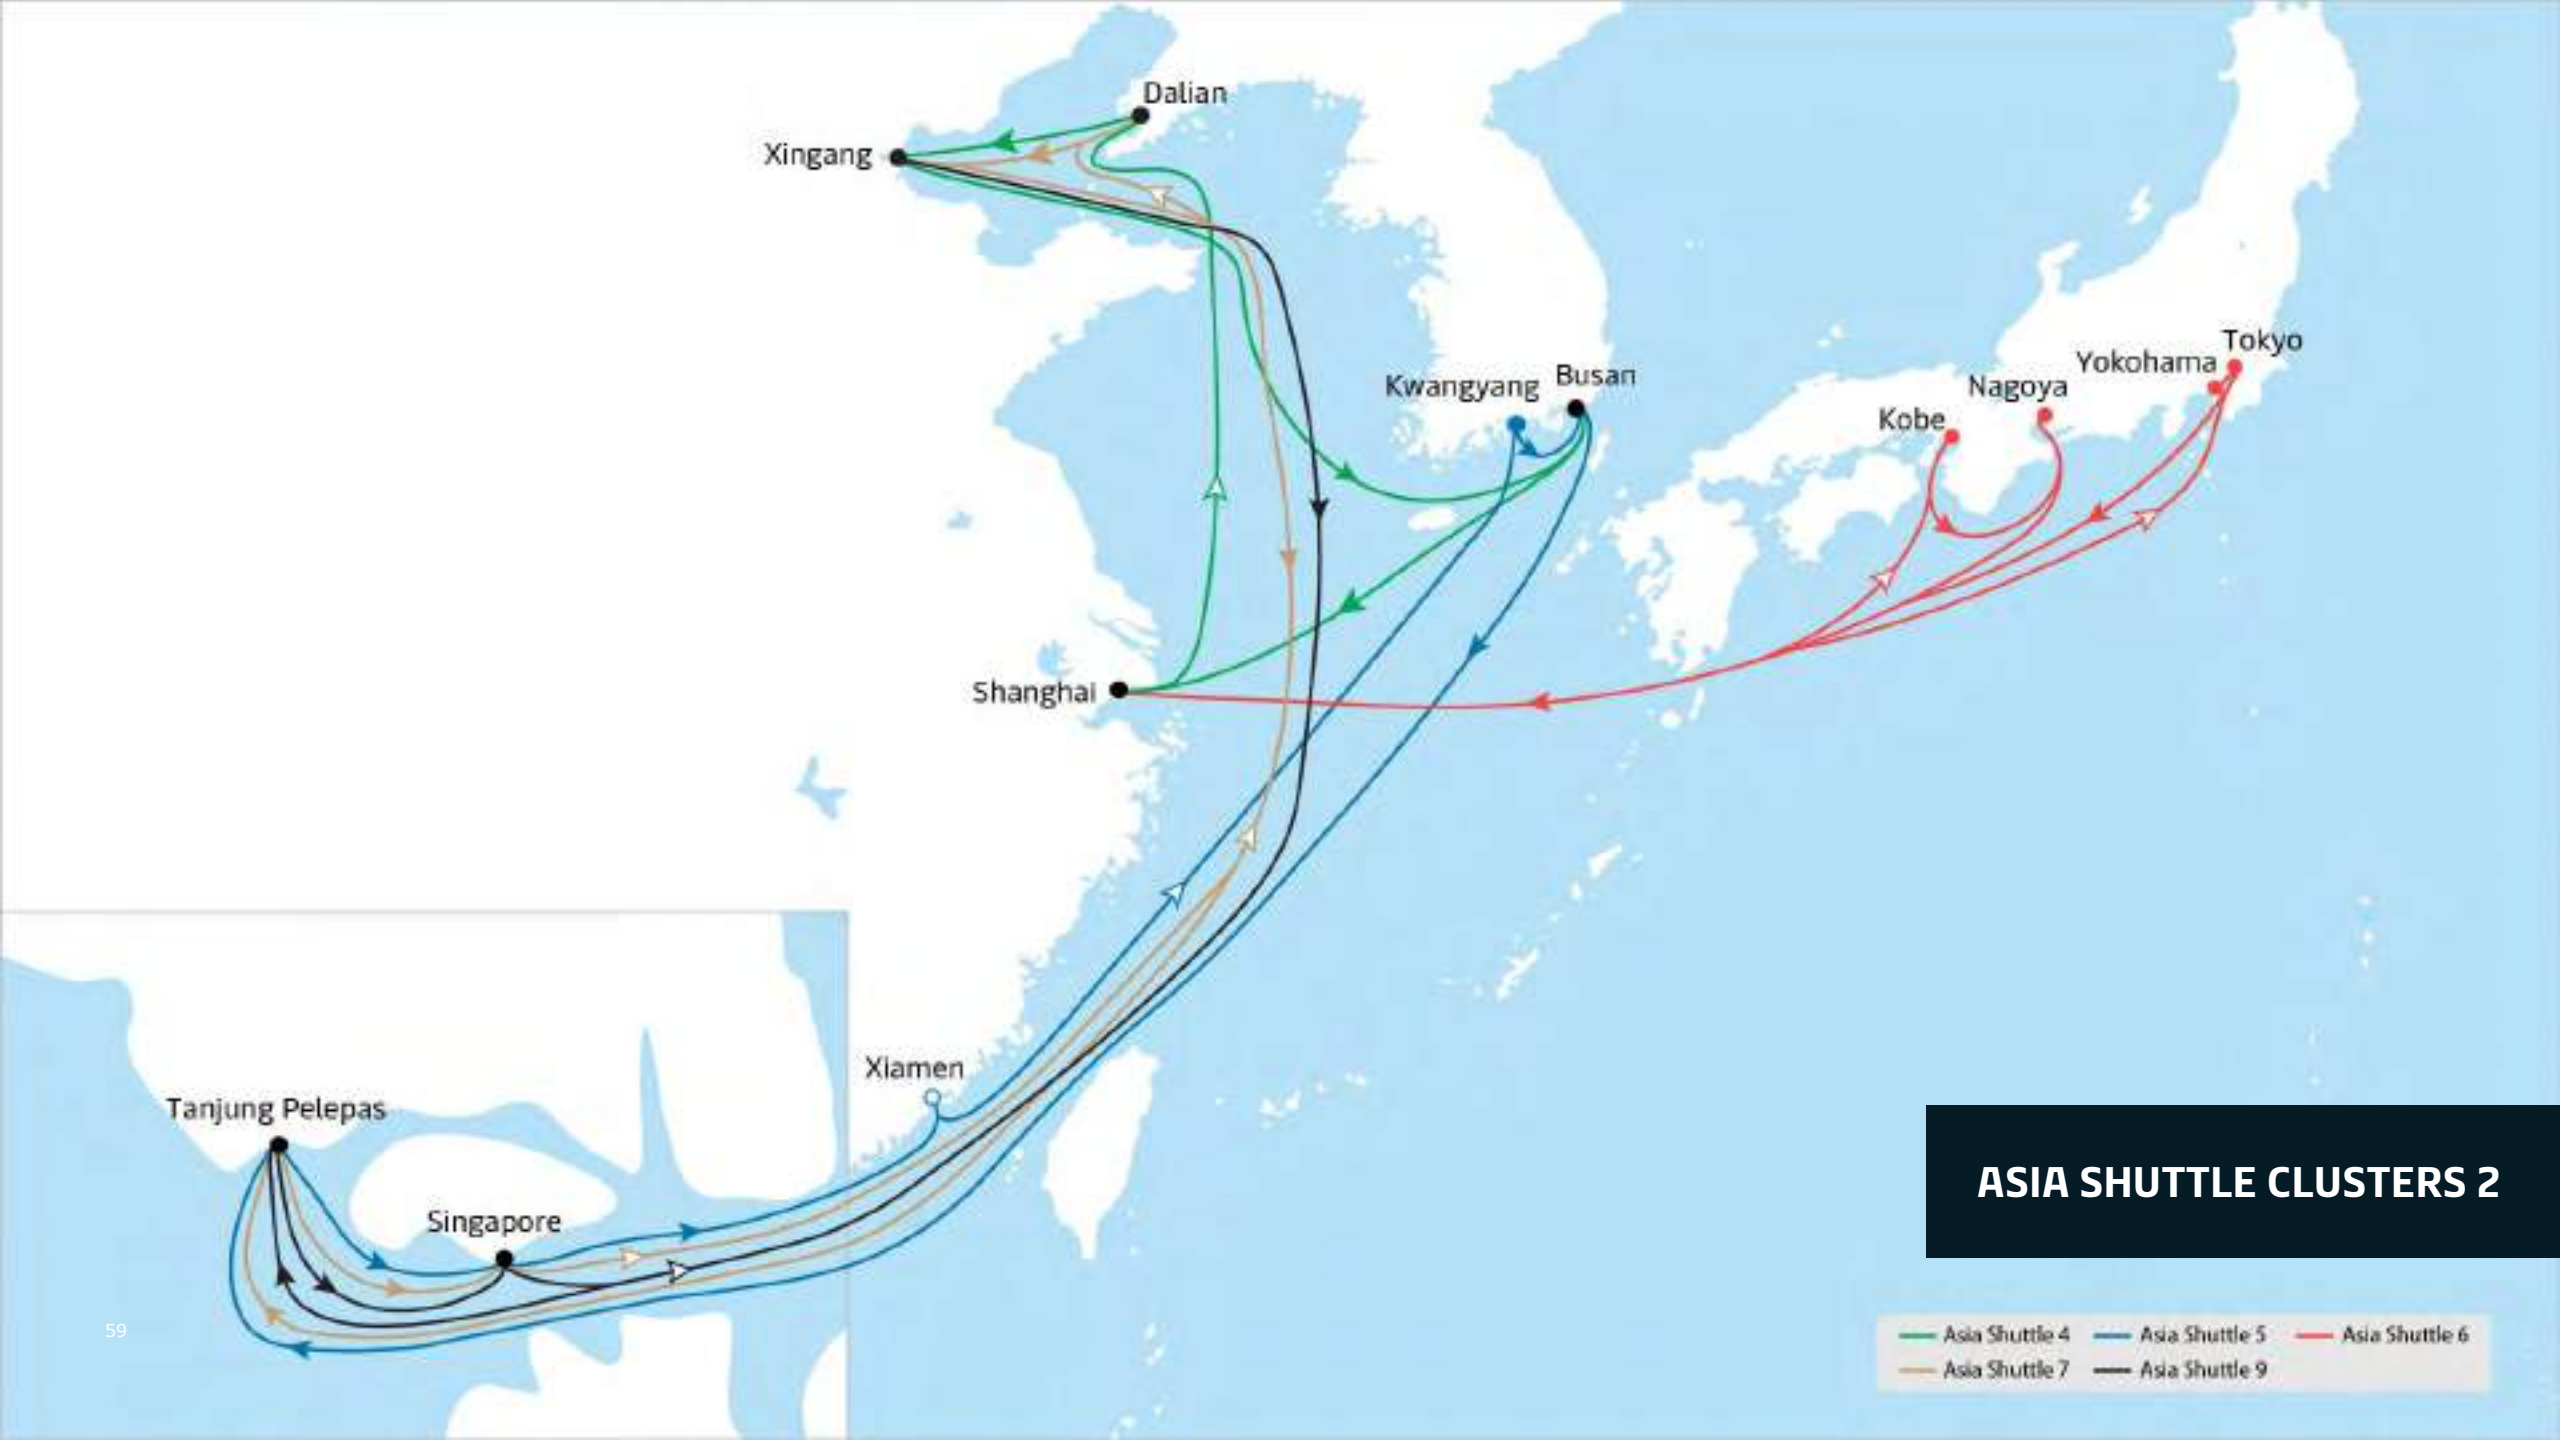 Dalian
Xingang
Tokyo
Yokohama
Busan
Kwangyang
Nagoya
Kobe
Shanghai
Xiamen
Tanjung Pelepas
Singapore
ASIA SHUTTLE CLUSTERS 2
59
Asia Shuttle 4 Asia Shuttle 5 Asia Shuttle 6
Asia Shuttle 7 Asia Shuttle 9